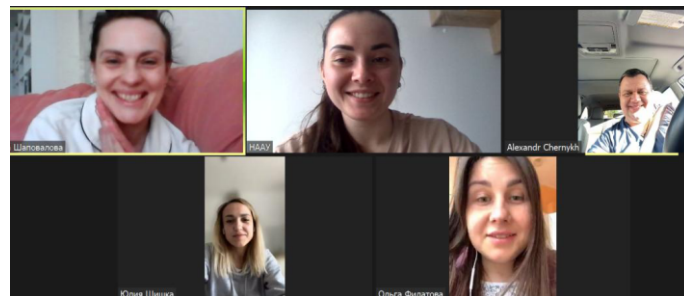 Шаповалова
НААУ
Alexandr Chernykh
Юлия Шишка
Ольга Филатова